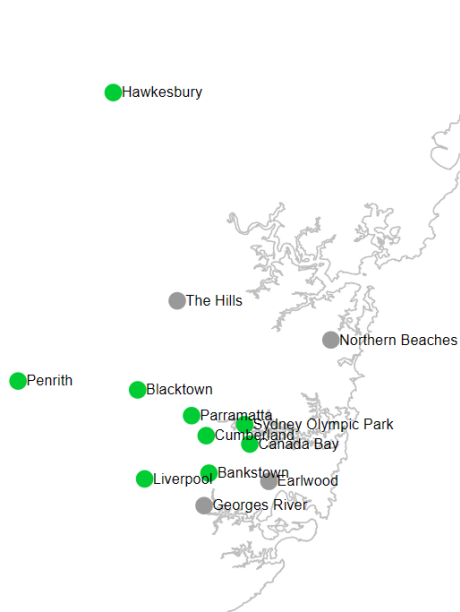 Hawkesbury
The Hills
Northern Beaches
Penrith
Blacktown
Parramatta
Sydney Olympic Park
Cumberland
Canada Bay
Bankstown
Liverpool
Earlwood
Georges River